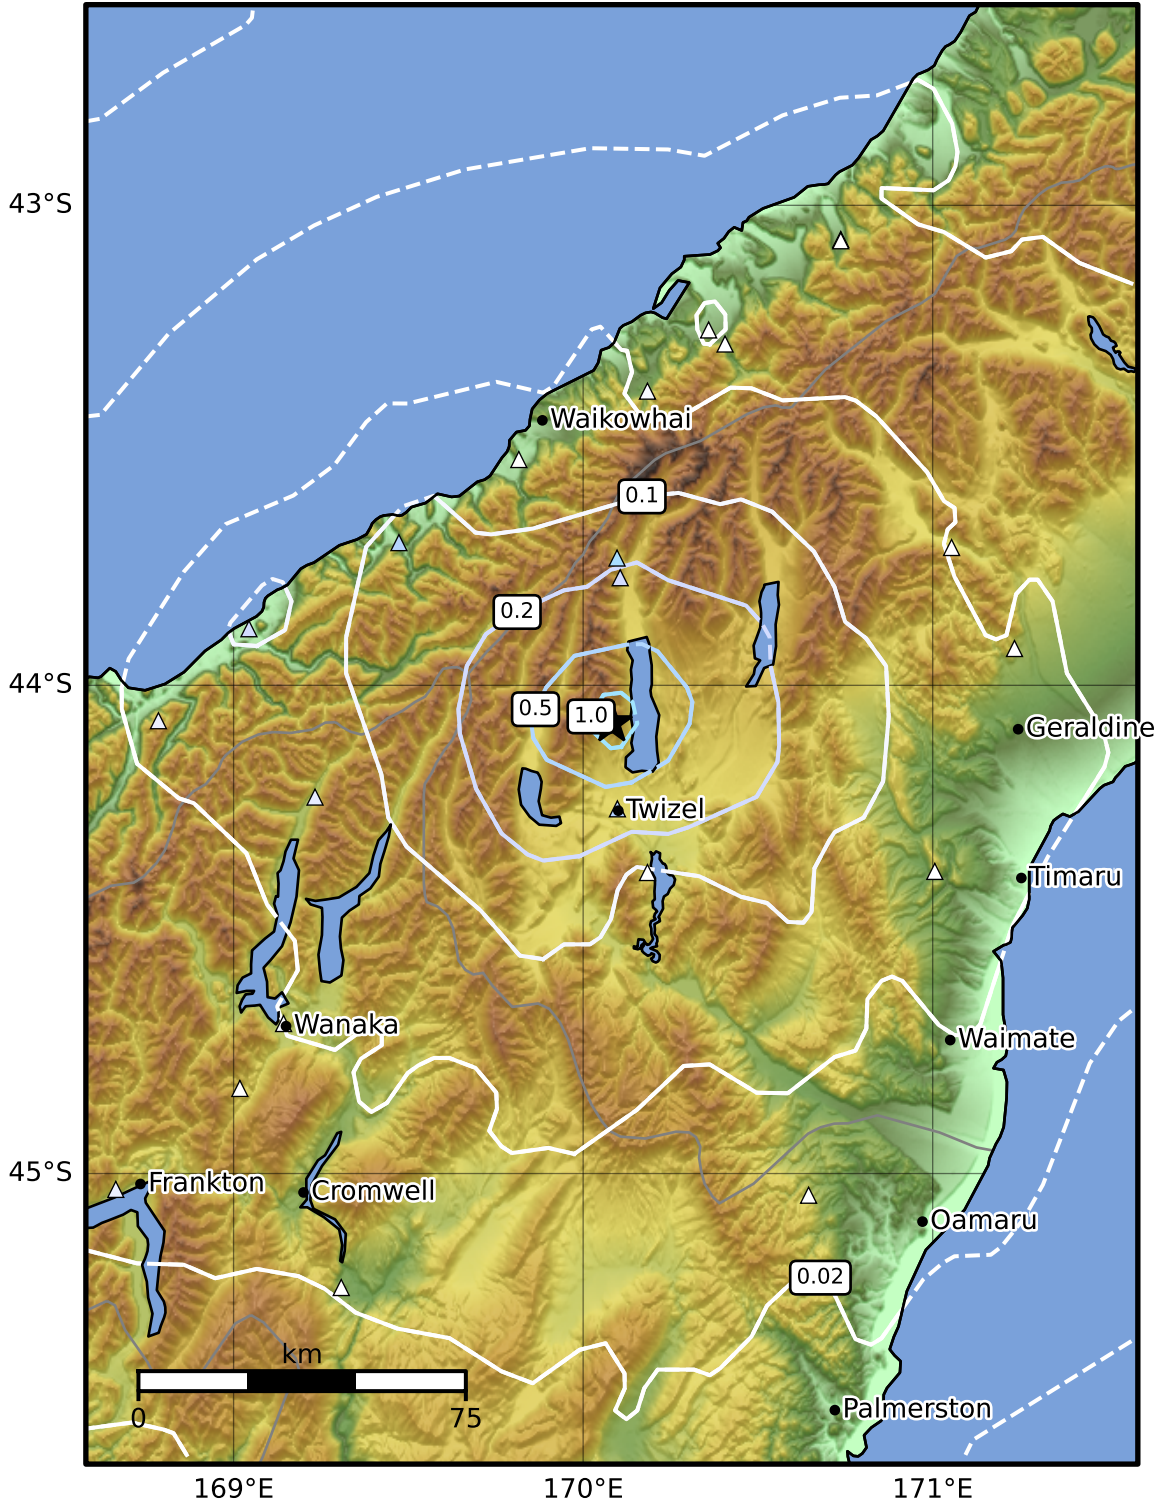 43°S
Waikowhai
0.1
0.2
44°S
0.5
1.0
Geraldine
Twizel
Timaru
Wanaka
Waimate
45°S
Frankton
Cromwell
Oamaru
0.02
km
0
75
Palmerston
169°E
170°E
171°E